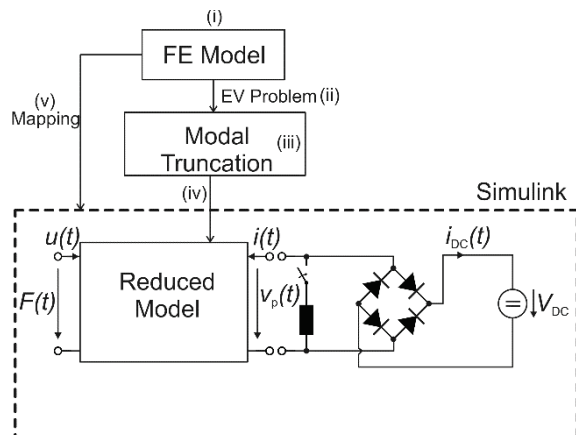 (i)
FE Model
(v)
Mapping
EV Problem (ii)
Modal
Truncation
(iii)
(iv)
Simulink
u(t)
i(t)
i_DC(t)
Reduced
Model
F(t)
v_p(t)
V_DC